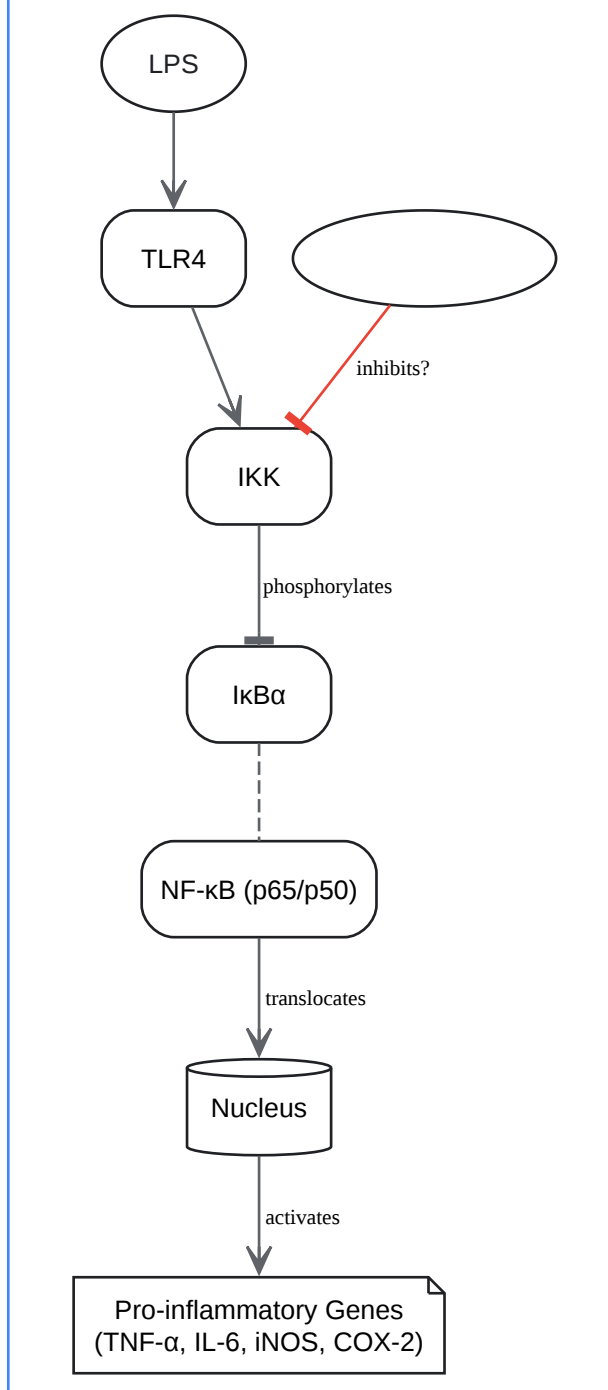 LPS
TLR4
inhibits?
IKK
phosphorylates
IκBα
NF-κB (p65/p50)
translocates
Nucleus
activates
Pro-inflammatory Genes
(TNF-α, IL-6, iNOS, COX-2)